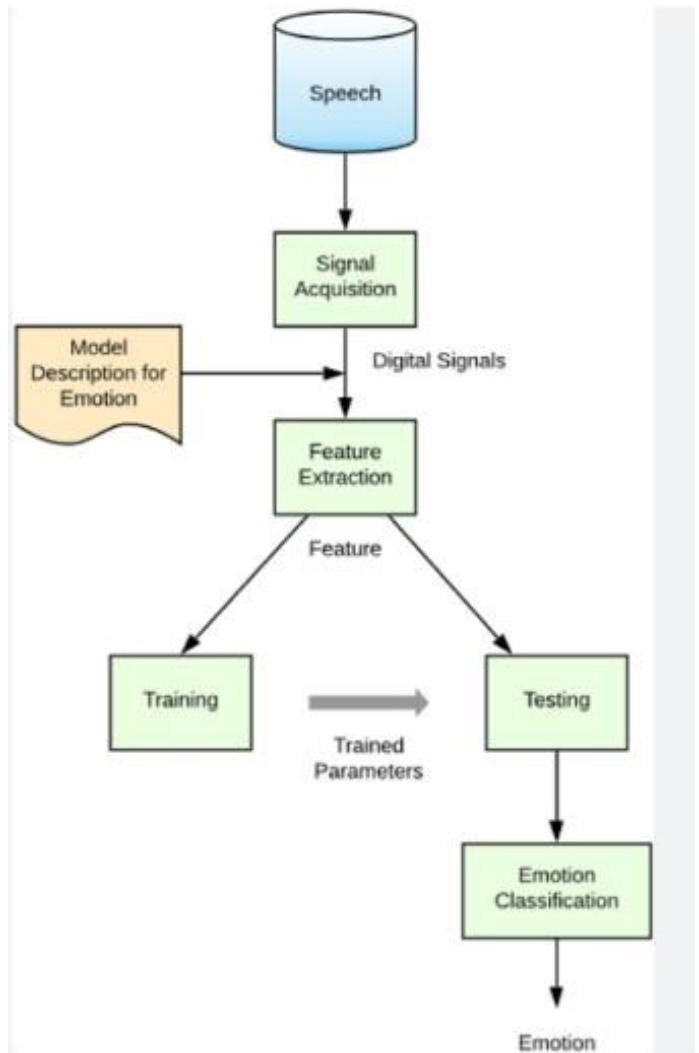 Speech
Signal
Acquisition
Model
Description for
Emotion
Digital Signals
Feature
Extraction
Feature
Training
Testing
Trained
Parameters
Emotion
Classification
Emotion